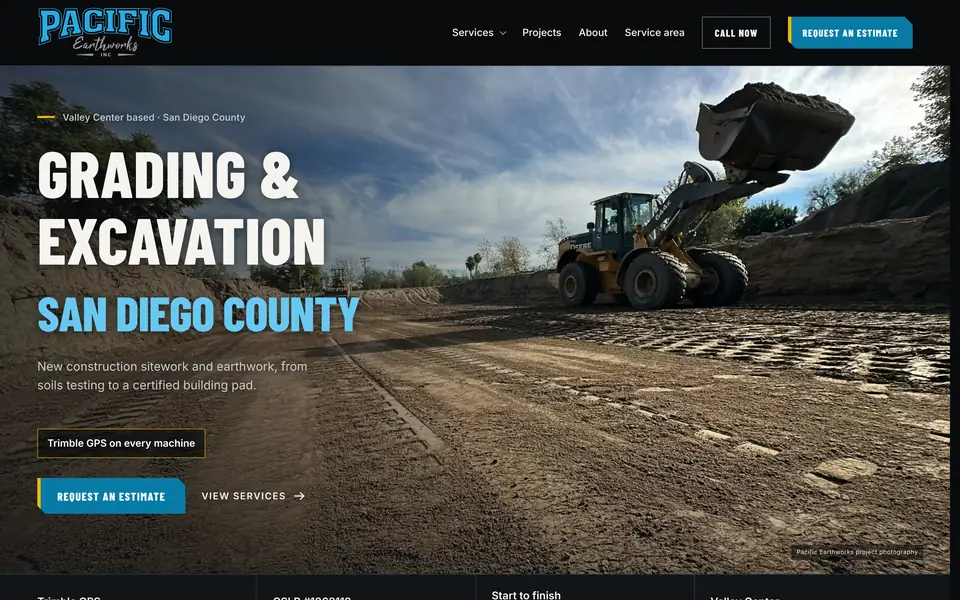 PACIFIC
Earthworks
INC
Services
Projects
About
Service area
CALL NOW
REQUEST AN ESTIMATE
Valley Center based · San Diego County
GRADING &
EXCAVATION
SAN DIEGO COUNTY
New construction sitework and earthwork, from
soils testing to a certified building pad.
DEERE
Trimble GPS on every machine
REQUEST AN ESTIMATE
VIEW SERVICES →
Pacific Earthworks project photography
Start to finish